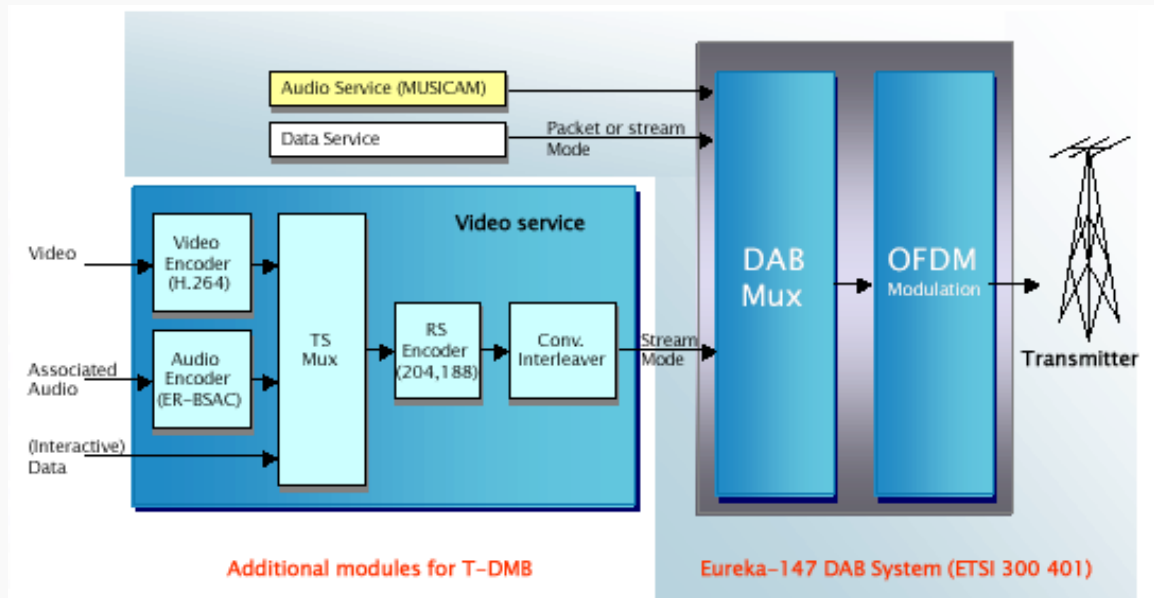 Audio Service (MUSICAM)
Data Service
Packet or stream
Mode
Video service
Video
Video
Encoder
(H.264)
Associated
Audio
Audio
Encoder
(ER-BSAC)
(Interactive)
Data
TS
Mux
RS
Encoder
(204,188)
Conv.
Interleaver
Stream
Mode
DAB
Mux
OFDM
Modulation
Transmitter
Additional modules for T-DMB
Eureka-147 DAB System (ETSI 300 401)